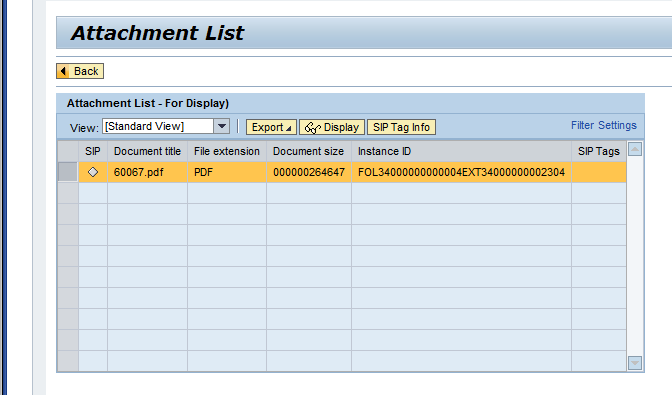 Attachment List
Back
Attachment List - For Display)
View: [Standard View] Export Display SIP Tag Info Filter Settings
SIP Document title File extension Document size Instance ID SIP Tags
60067.pdf PDF 000000264647 FOL34000000000004EXT34000000002304